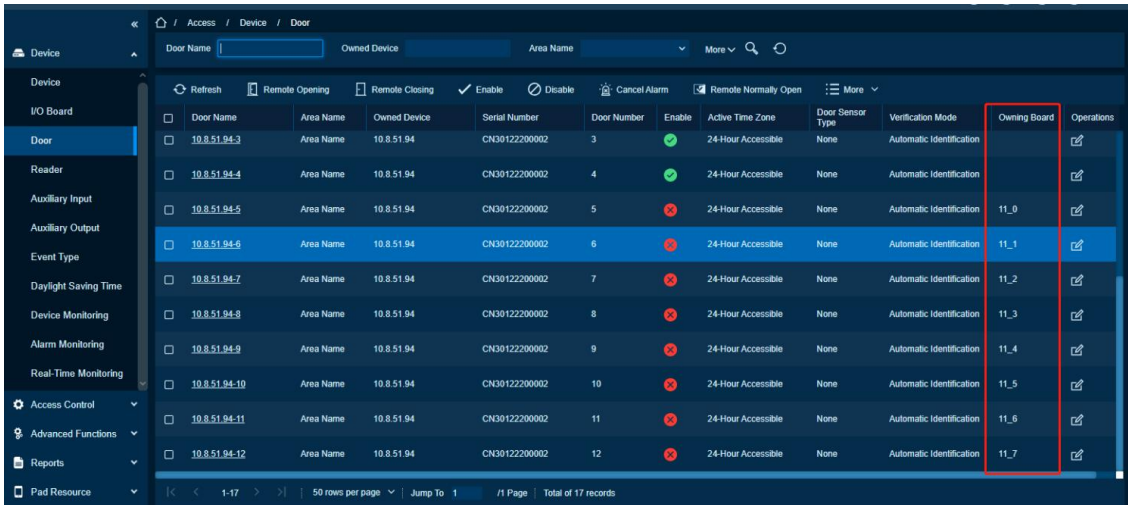 Access / Device / Door
Device
Door Name Owned Device Area Name More
Device
I/O Board
Door
Reader
Auxiliary Input
Auxiliary Output
Event Type
Daylight Saving Time
Device Monitoring
Alarm Monitoring
Real-Time Monitoring
Access Control
Advanced Functions
Reports
Pad Resource
Refresh Remote Opening Remote Closing Enable Disable Cancel Alarm Remote Normally Open More
Door Name Area Name Owned Device Serial Number Door Number Enable Active Time Zone Door Sensor Type Verification Mode Owning Board Operations
10.8.51.94-3 Area Name 10.8.51.94 CN30122200002 3 24-Hour Accessible None Automatic Identification
10.8.51.94-4 Area Name 10.8.51.94 CN30122200002 4 24-Hour Accessible None Automatic Identification
10.8.51.94-5 Area Name 10.8.51.94 CN30122200002 5 24-Hour Accessible None Automatic Identification 11_0
10.8.51.94-6 Area Name 10.8.51.94 CN30122200002 6 24-Hour Accessible None Automatic Identification 11_1
10.8.51.94-7 Area Name 10.8.51.94 CN30122200002 7 24-Hour Accessible None Automatic Identification 11_2
10.8.51.94-8 Area Name 10.8.51.94 CN30122200002 8 24-Hour Accessible None Automatic Identification 11_3
10.8.51.94-9 Area Name 10.8.51.94 CN30122200002 9 24-Hour Accessible None Automatic Identification 11_4
10.8.51.94-10 Area Name 10.8.51.94 CN30122200002 10 24-Hour Accessible None Automatic Identification 11_5
10.8.51.94-11 Area Name 10.8.51.94 CN30122200002 11 24-Hour Accessible None Automatic Identification 11_6
10.8.51.94-12 Area Name 10.8.51.94 CN30122200002 12 24-Hour Accessible None Automatic Identification 11_7
1-17 50 rows per page Jump To 1 /1 Page Total of 17 records